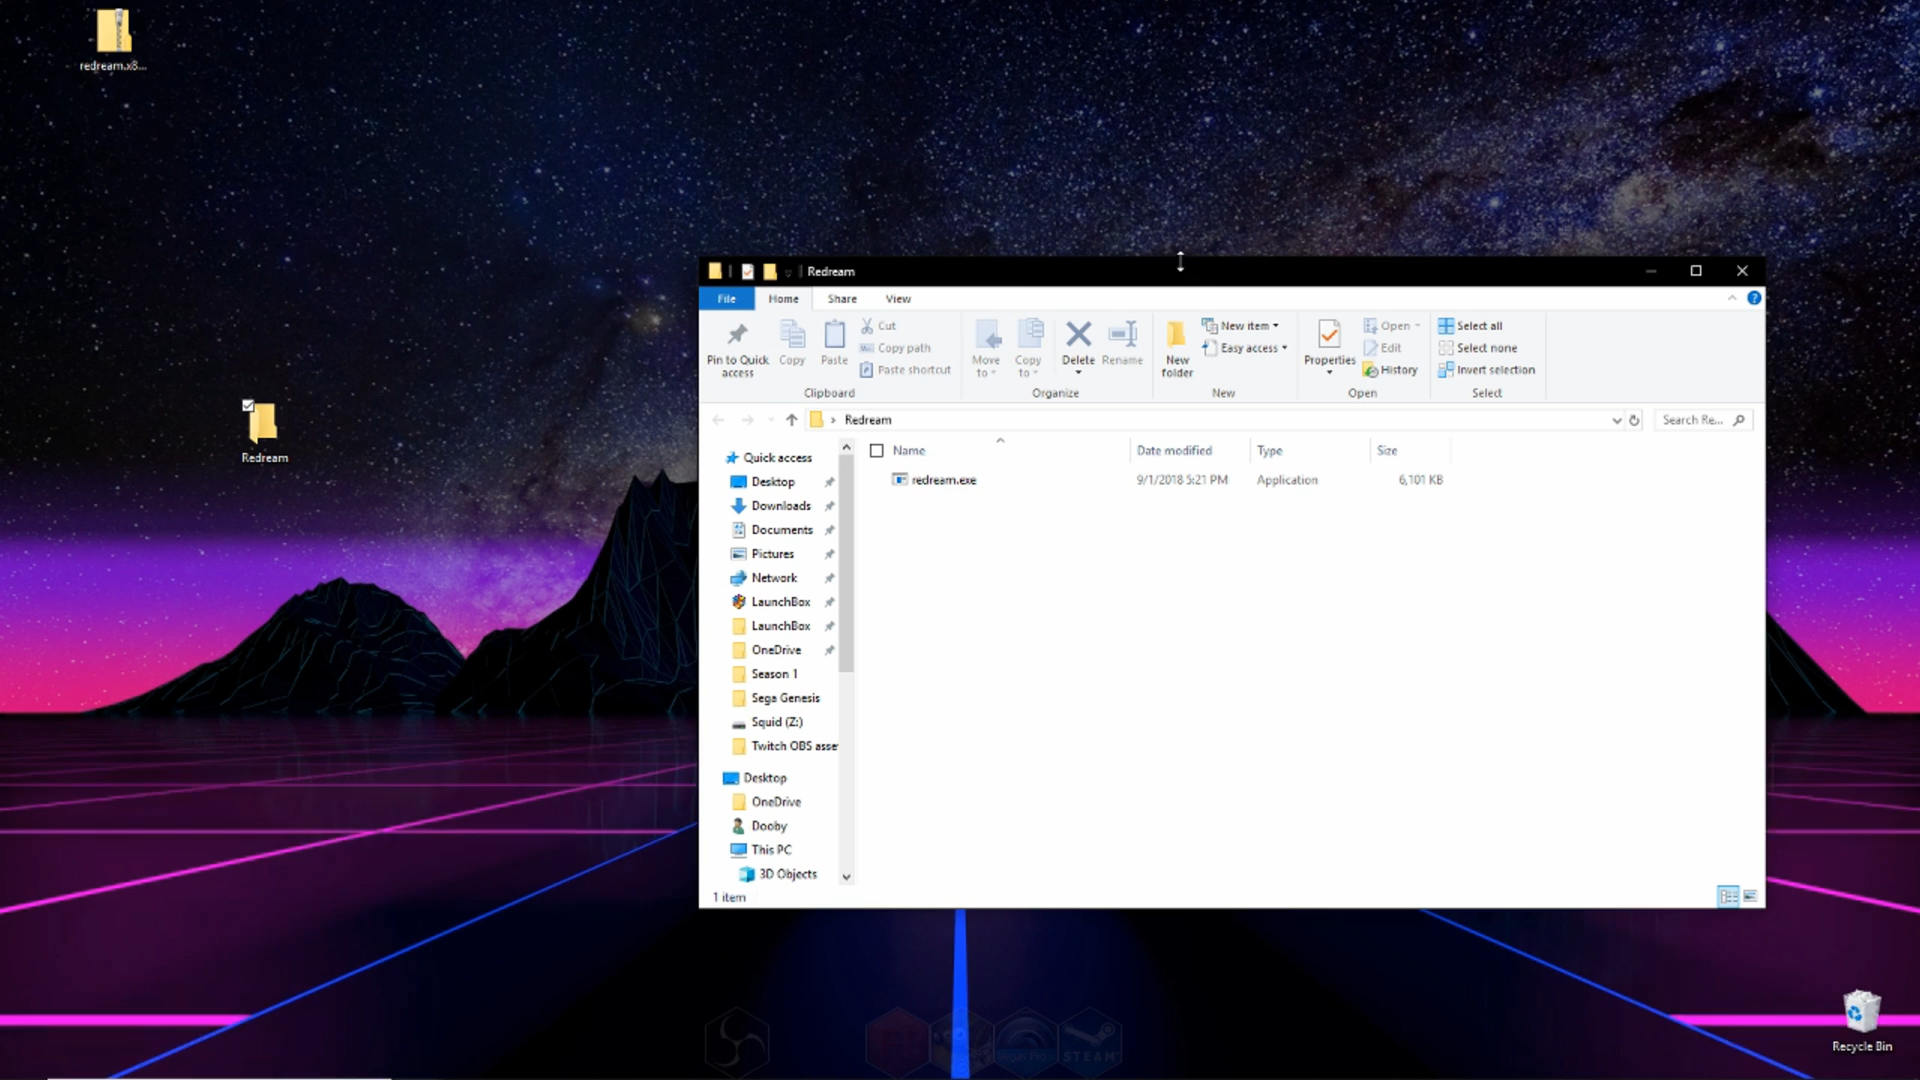 redream.x8...
Redream
Redream
File Home Share View
Pin to Quick access
Copy
Paste
Cut
Copy path
Paste shortcut
Clipboard
Move to
Copy to
Delete
Rename
Organize
New folder
New item
Easy access
New
Properties
Open
Edit
History
Open
Select all
Select none
Invert selection
Select
Redream
Search Re...
Name Date modified Type Size
redream.exe 9/1/2018 5:21 PM Application 6,101 KB
Quick access
Desktop
Downloads
Documents
Pictures
Network
LaunchBox
LaunchBox
OneDrive
Season 1
Sega Genesis
Squid (Z:)
Twitch OBS asse
Desktop
OneDrive
Dooby
This PC
3D Objects
1 item
STEAM
Recycle Bin